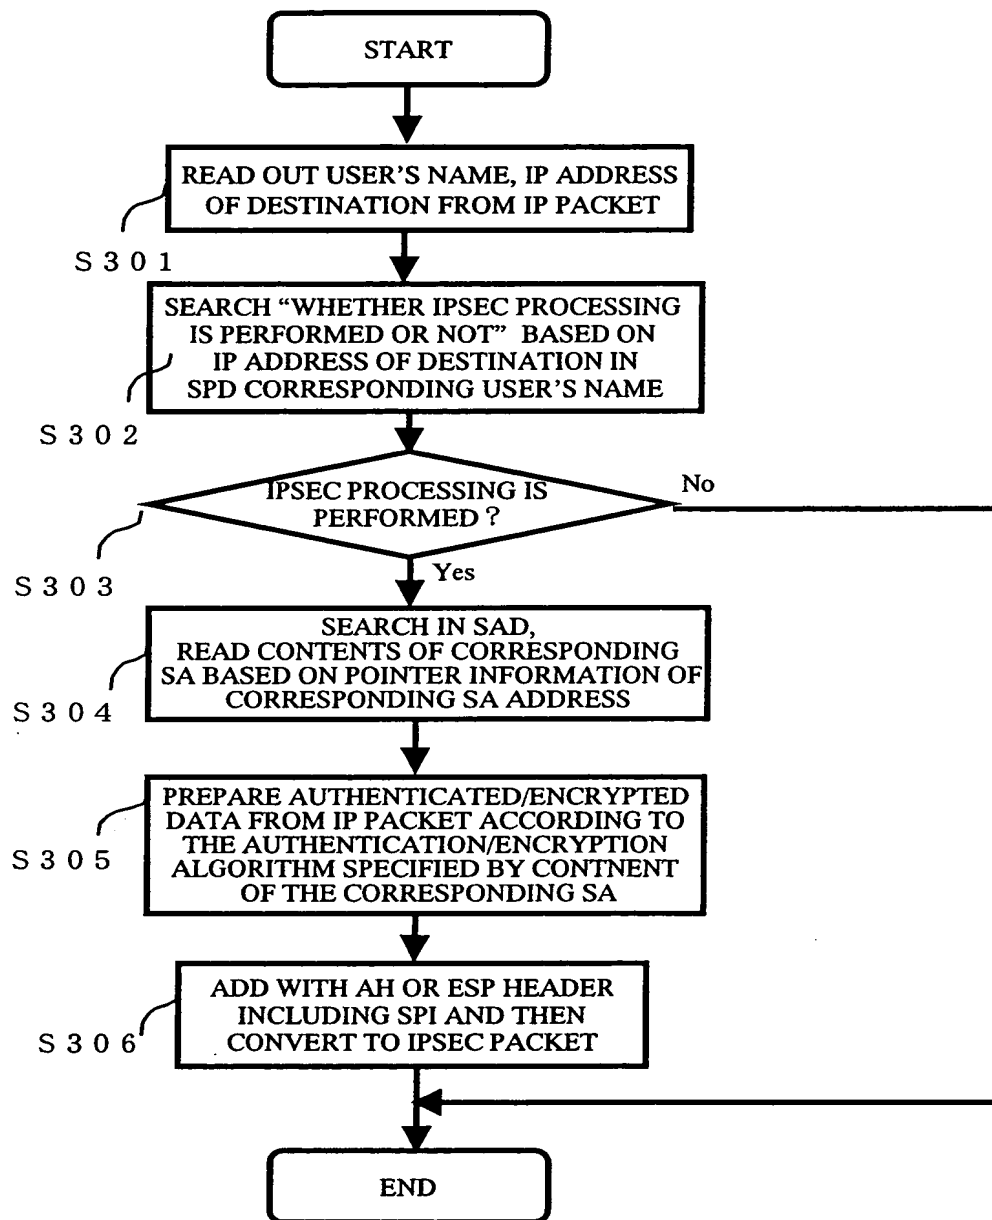 START
READ OUT USER'S NAME, IP ADDRESS
OF DESTINATION FROM IP PACKET
S301
SEARCH “WHETHER IPSEC PROCESSING
IS PERFORMED OR NOT” BASED ON
IP ADDRESS OF DESTINATION IN
SPD CORRESPONDING USER'S NAME
S302
IPSEC PROCESSING IS
PERFORMED?
No
S303
Yes
SEARCH IN SAD,
READ CONTENTS OF CORRESPONDING
SA BASED ON POINTER INFORMATION OF
CORRESPONDING SA ADDRESS
S304
PREPARE AUTHENTICATED/ENCRYPTED
DATA FROM IP PACKET ACCORDING TO
THE AUTHENTICATION/ENCRYPTION
ALGORITHM SPECIFIED BY CONTNENT
OF THE CORRESPONDING SA
S305
ADD WITH AH OR ESP HEADER
INCLUDING SPI AND THEN
CONVERT TO IPSEC PACKET
S306
END